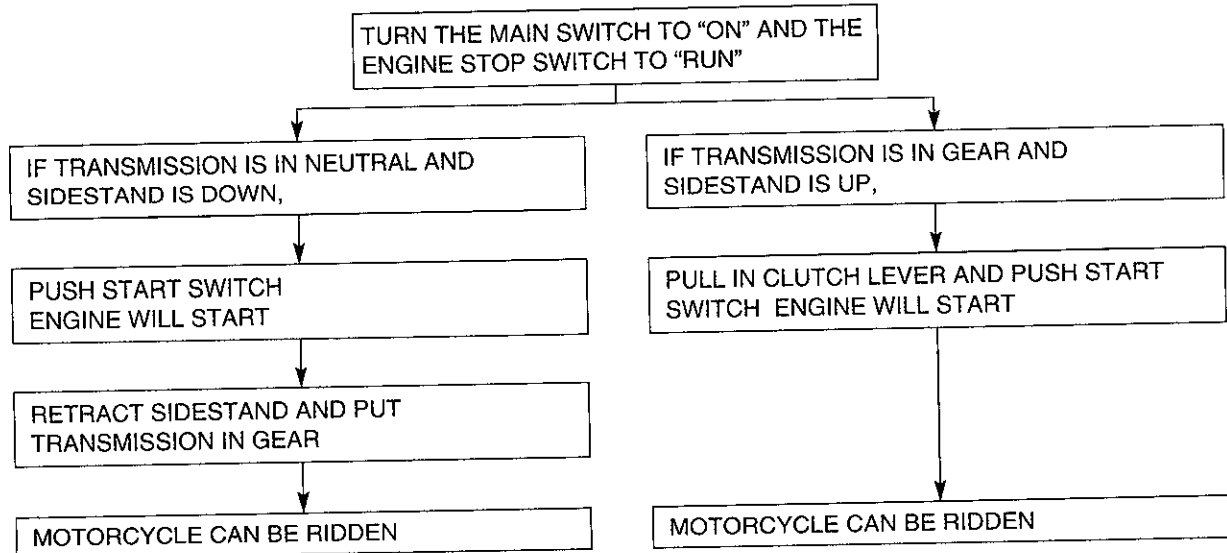 TURN THE MAIN SWITCH TO “ON” AND THE
ENGINE STOP SWITCH TO “RUN”
IF TRANSMISSION IS IN NEUTRAL AND
SIDESTAND IS DOWN,
PUSH START SWITCH
ENGINE WILL START
RETRACT SIDESTAND AND PUT
TRANSMISSION IN GEAR
MOTORCYCLE CAN BE RIDDEN
IF TRANSMISSION IS IN GEAR AND
SIDESTAND IS UP,
PULL IN CLUTCH LEVER AND PUSH START
SWITCH ENGINE WILL START
MOTORCYCLE CAN BE RIDDEN